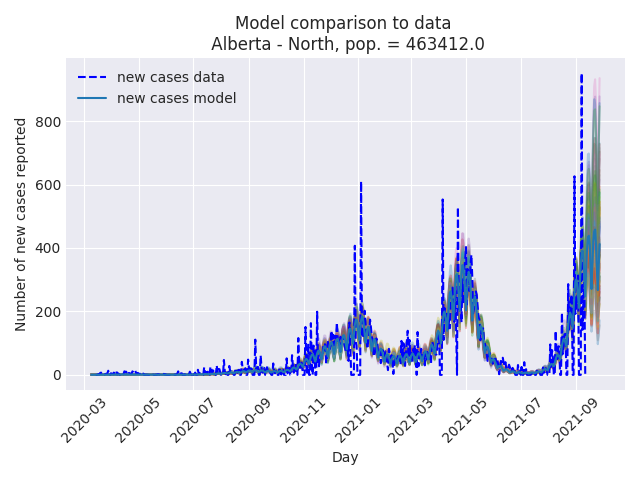 Model comparison to data
Alberta - North, pop. = 463412.0
new cases data
new cases model
Number of new cases reported
800
600
400
200
0
2020-03
2020-05
2020-07
2020-09
2020-11
2021-01
2021-03
2021-05
2021-07
2021-09
Day